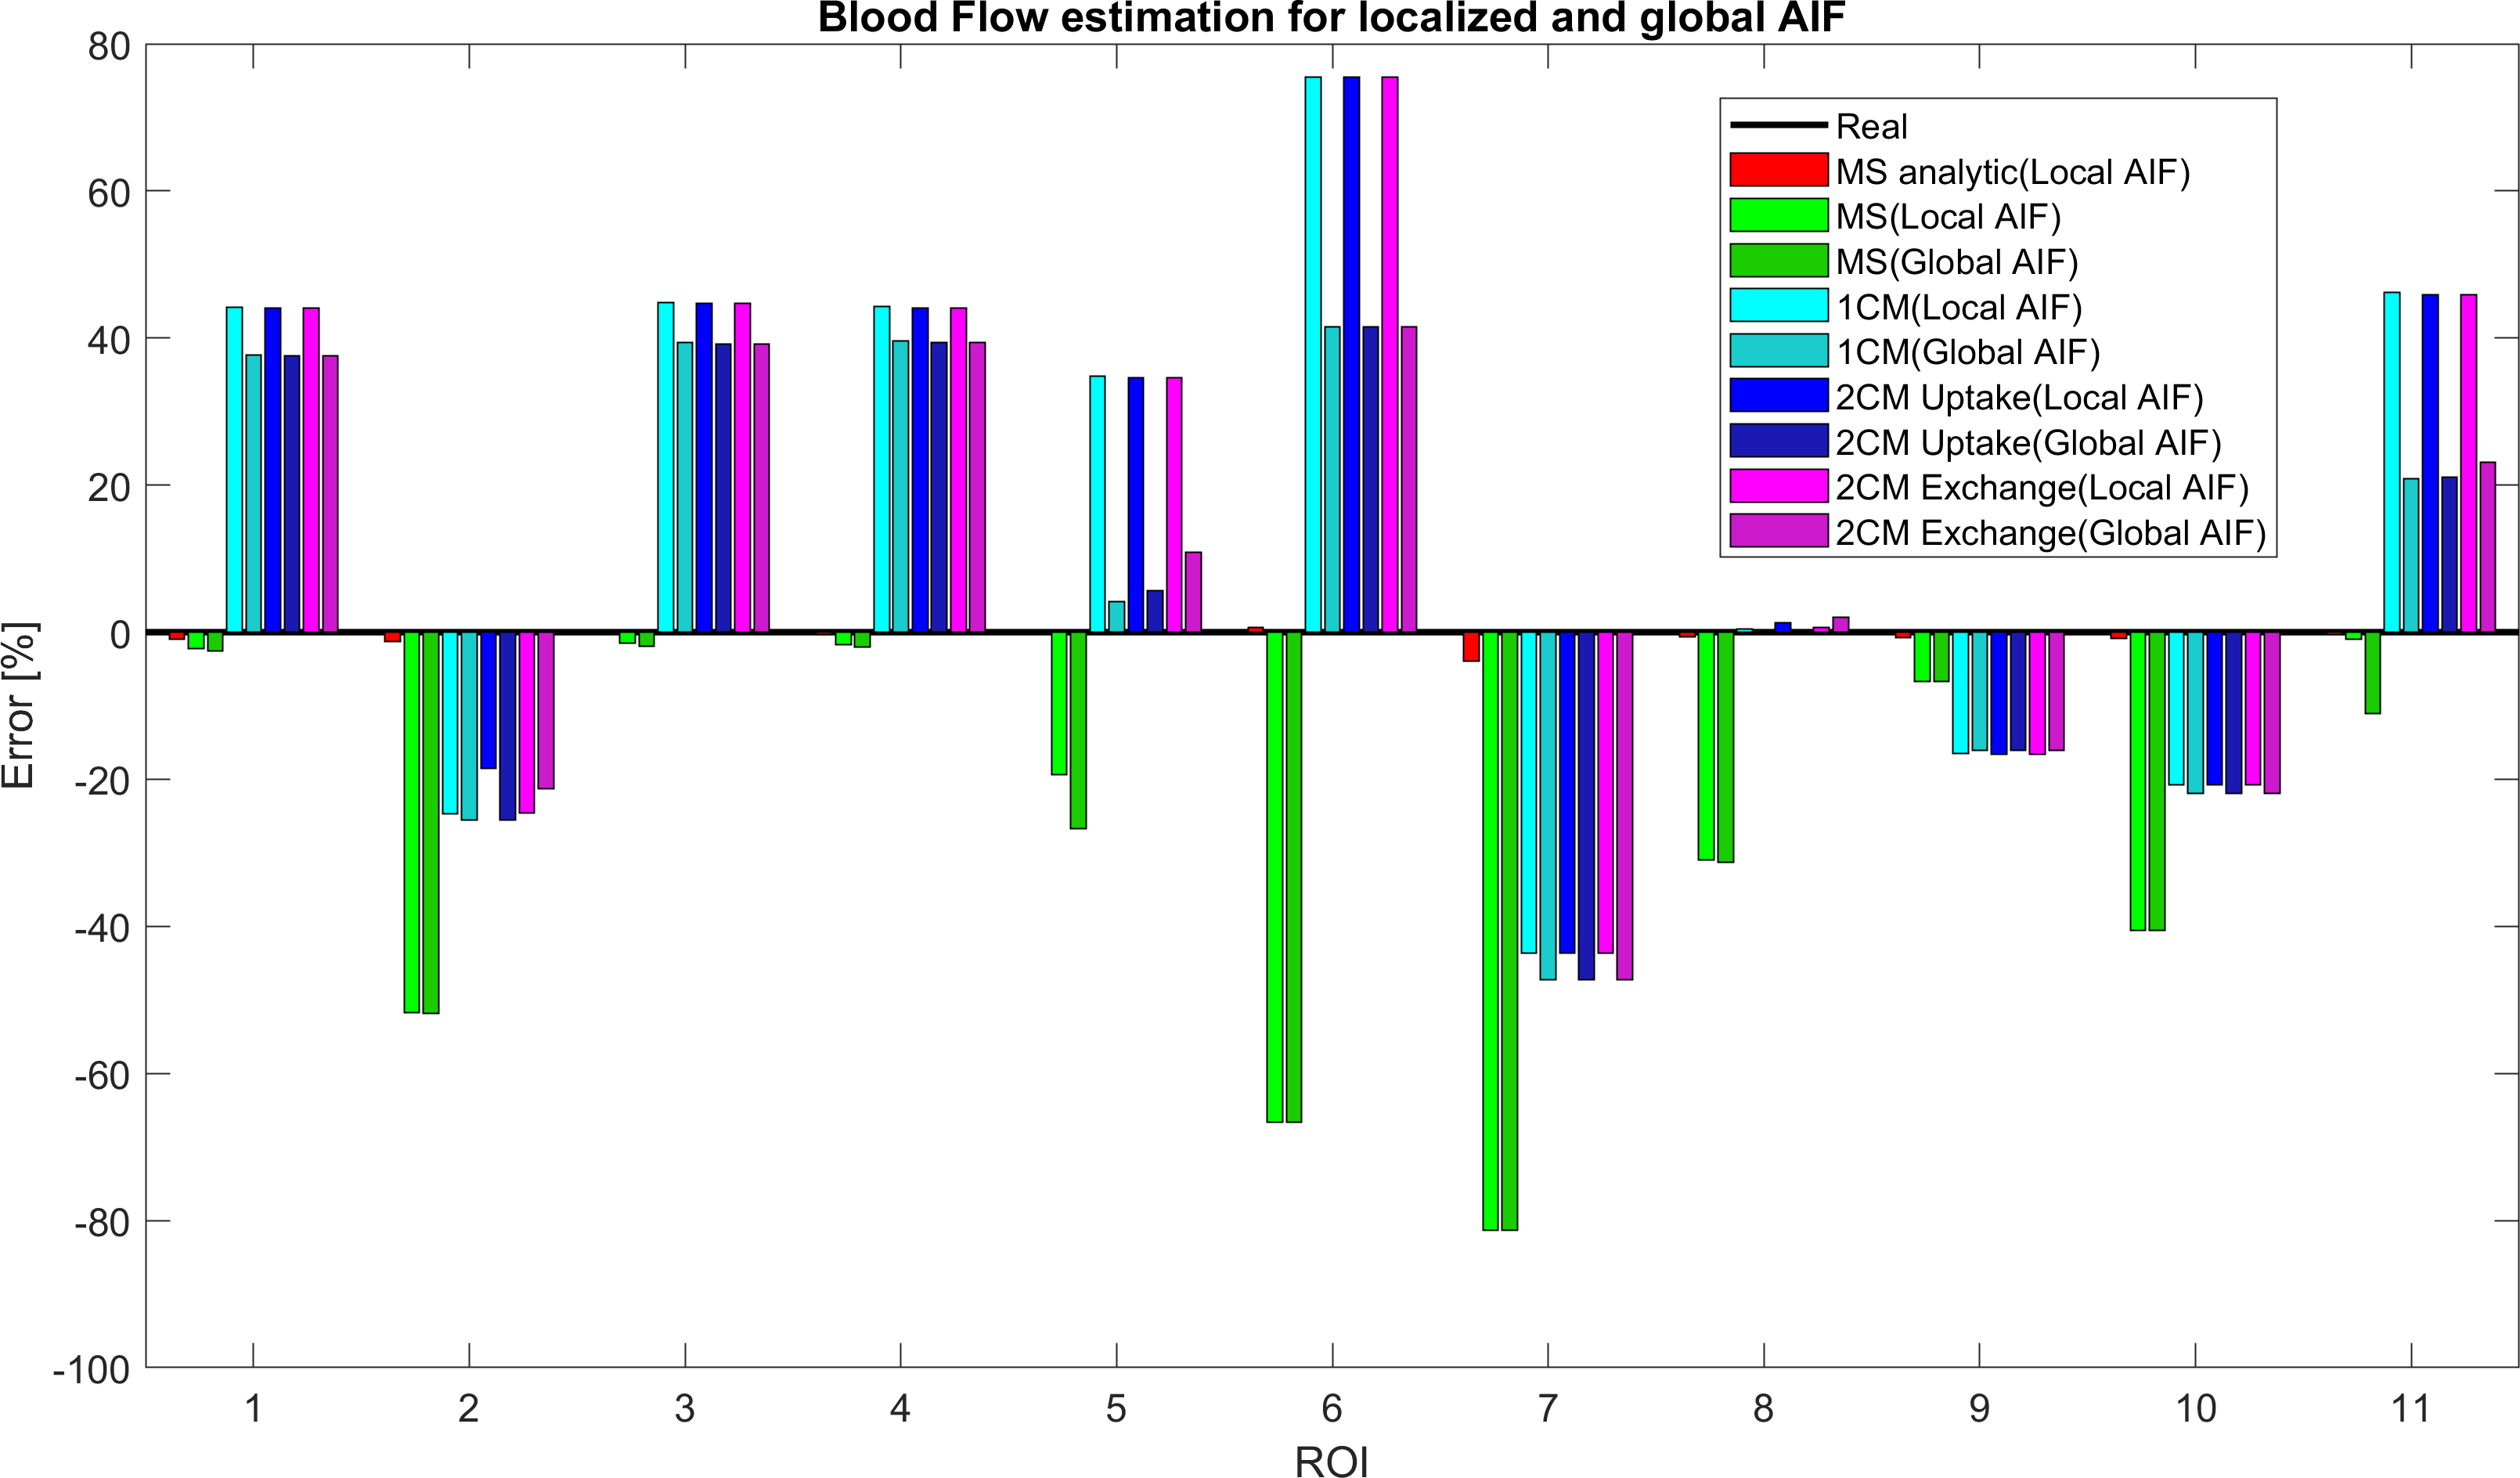 Blood Flow estimation for localized and global AIF
80
60
40
20
0
-20
-40
-60
-80
-100
Error [%]
Real
MS analytic(Local AIF)
MS(Local AIF)
MS(Global AIF)
1CM(Local AIF)
1CM(Global AIF)
2CM Uptake(Local AIF)
2CM Uptake(Global AIF)
2CM Exchange(Local AIF)
2CM Exchange(Global AIF)
1 2 3 4 5 6 7 8 9 10 11
ROI